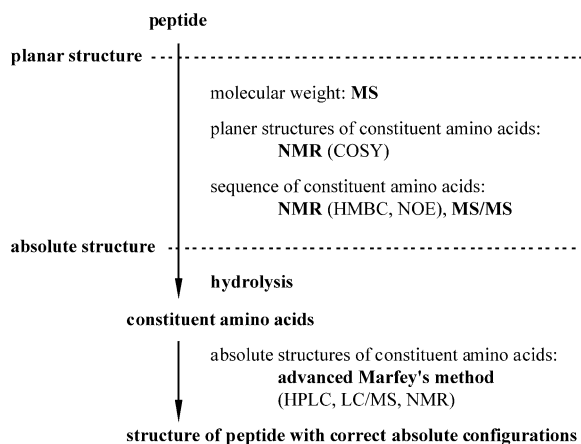 peptide
planar structure
molecular weight: MS
planer structures of constituent amino acids:
NMR (COSY)
sequence of constituent amino acids:
NMR (HMBC, NOE), MS/MS
absolute structure
hydrolysis
constituent amino acids
absolute structures of constituent amino acids:
advanced Marfey's method
(HPLC, LC/MS, NMR)
structure of peptide with correct absolute configurations